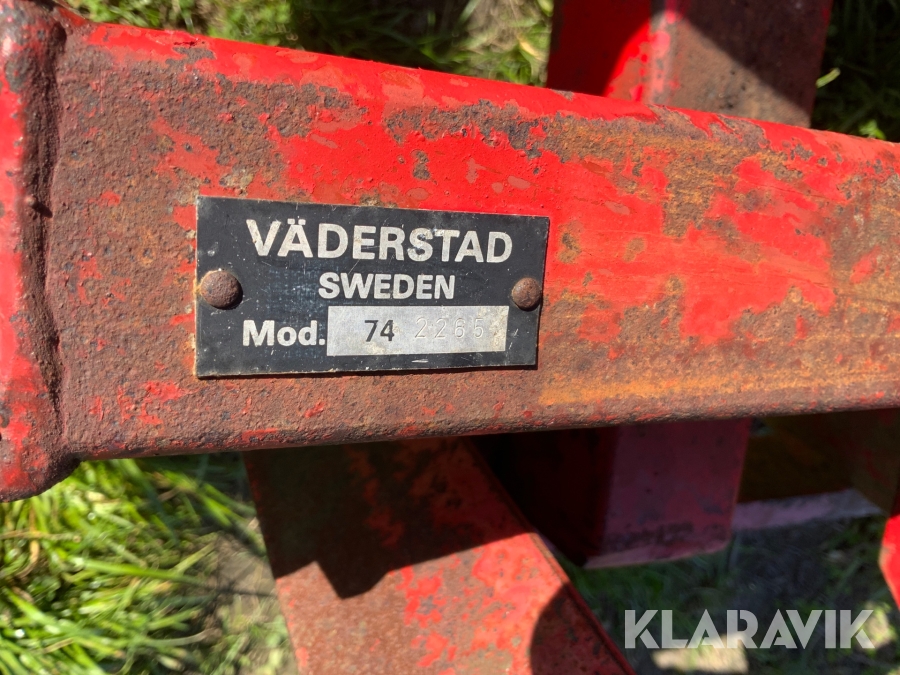 VÄDERSTAD
SWEDEN
Mod. 74 2265
KLARAVIK